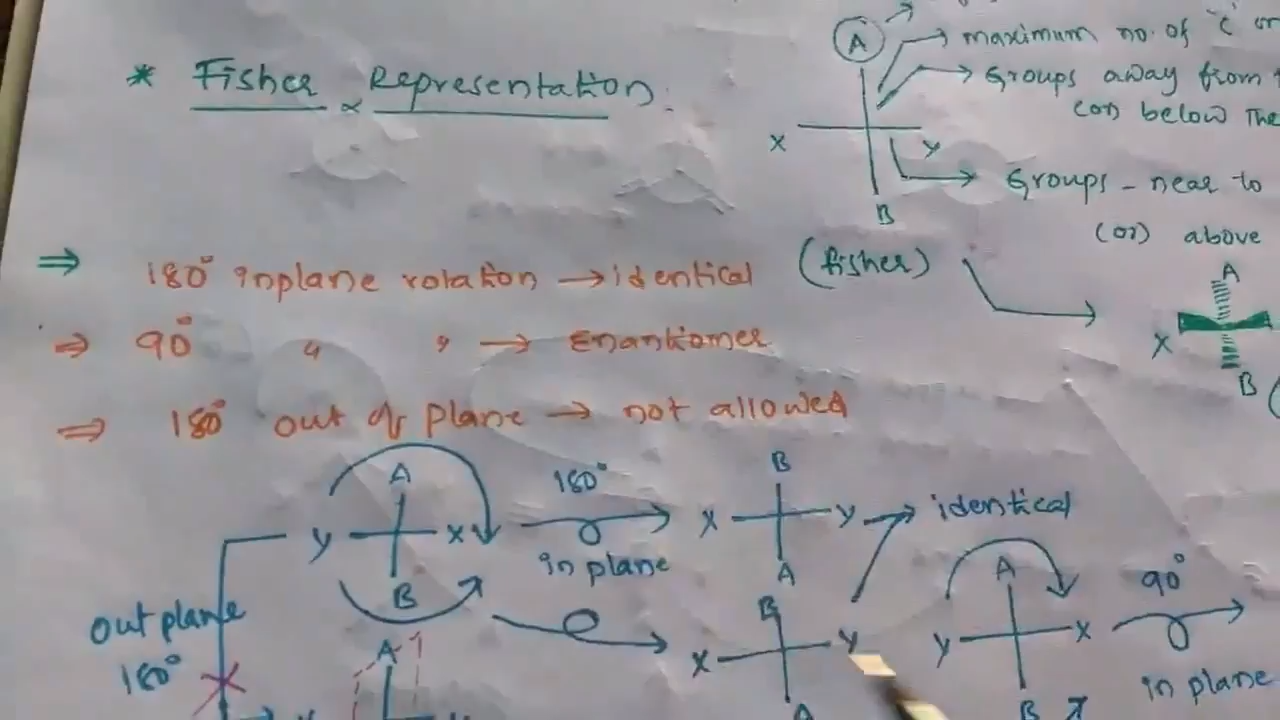 * Fisher Representation.
A
→ maximum no. of 'c'
→ Groups away from
(or) below The
X
y
B
→ Groups - near to
(or) above
(fisher)
A
X
B
⇒ 180° inplane rotation → identical
⇒ 90° " " → Enantiomer
⇒ 180° out of plane → not allowed
A
y x
B
180°
in plane
B
X y → identical
A
B
X y
A
A
y x
B
90°
in plane
out plane
180°
A